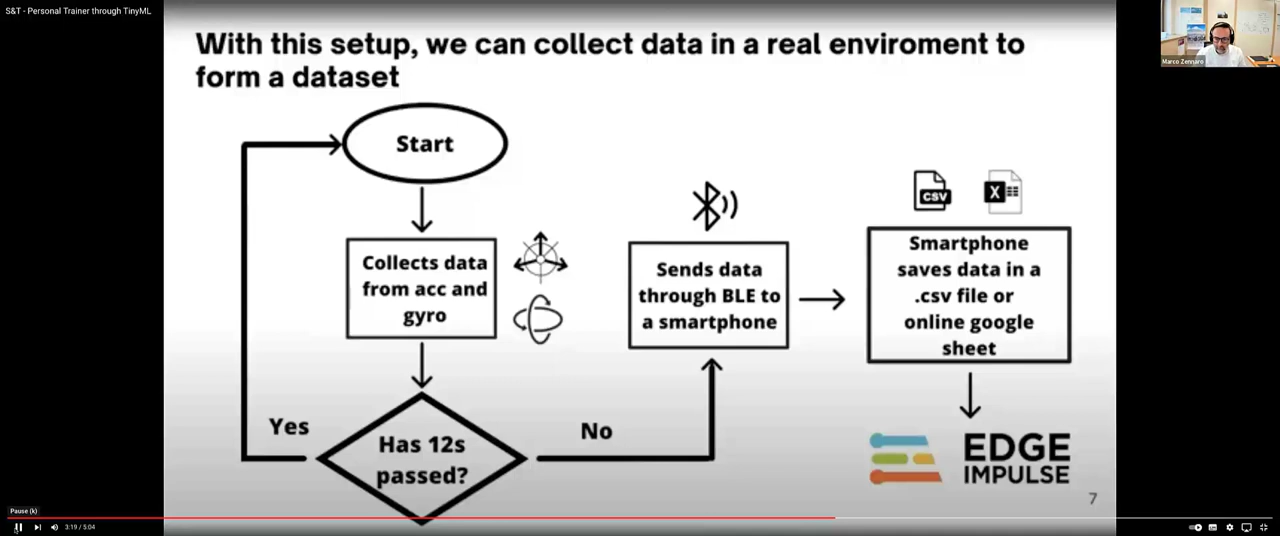 S&T - Personal Trainer through TinyML
Marco Zennaro
With this setup, we can collect data in a real enviroment to
form a dataset
Start
Collects data
from acc and
gyro
Has 12s
passed?
Yes
No
Sends data
through BLE to
a smartphone
CSV
X
Smartphone
saves data in a
.csv file or
online google
sheet
EDGE
IMPULSE
7
Pause (k)
3:19 / 5:04